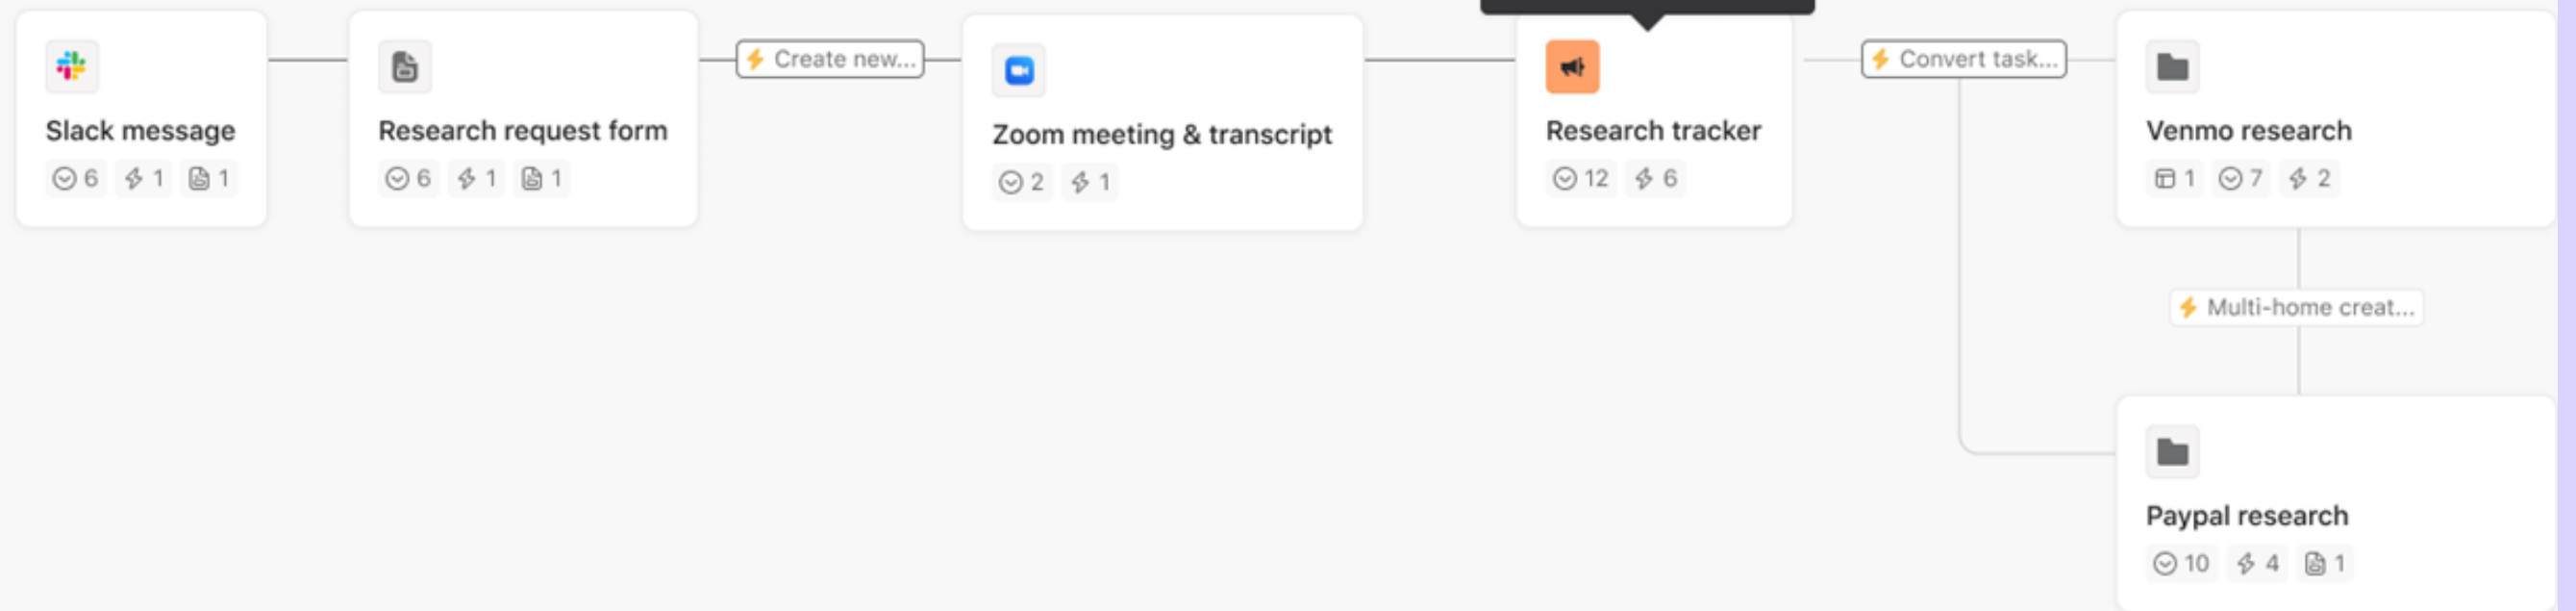 Create new...
Convert task...
Slack message
Research request form
Zoom meeting & transcript
Research tracker
Venmo research
6 1 1
6 1 1
2 1
12 6
1 7 2
Multi-home creat...
Paypal research
10 4 1